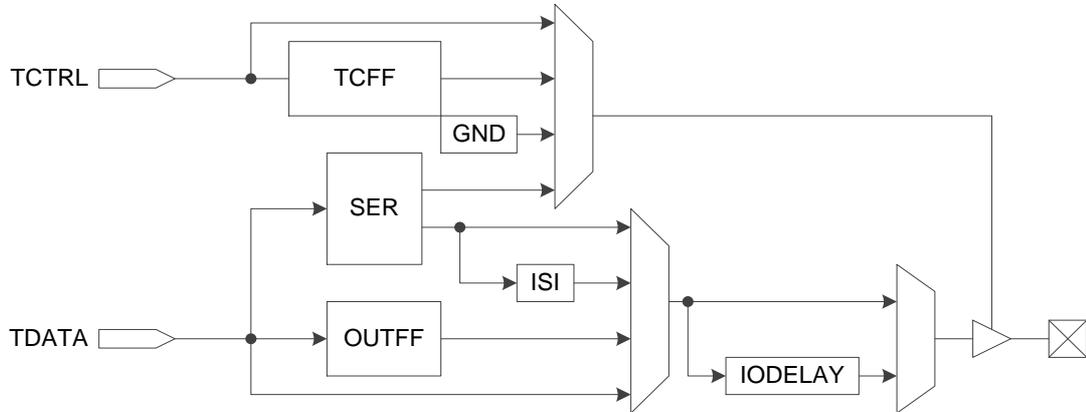 TCTRL
TCFF
GND
SER
ISI
TDATA
OUTFF
IODELAY